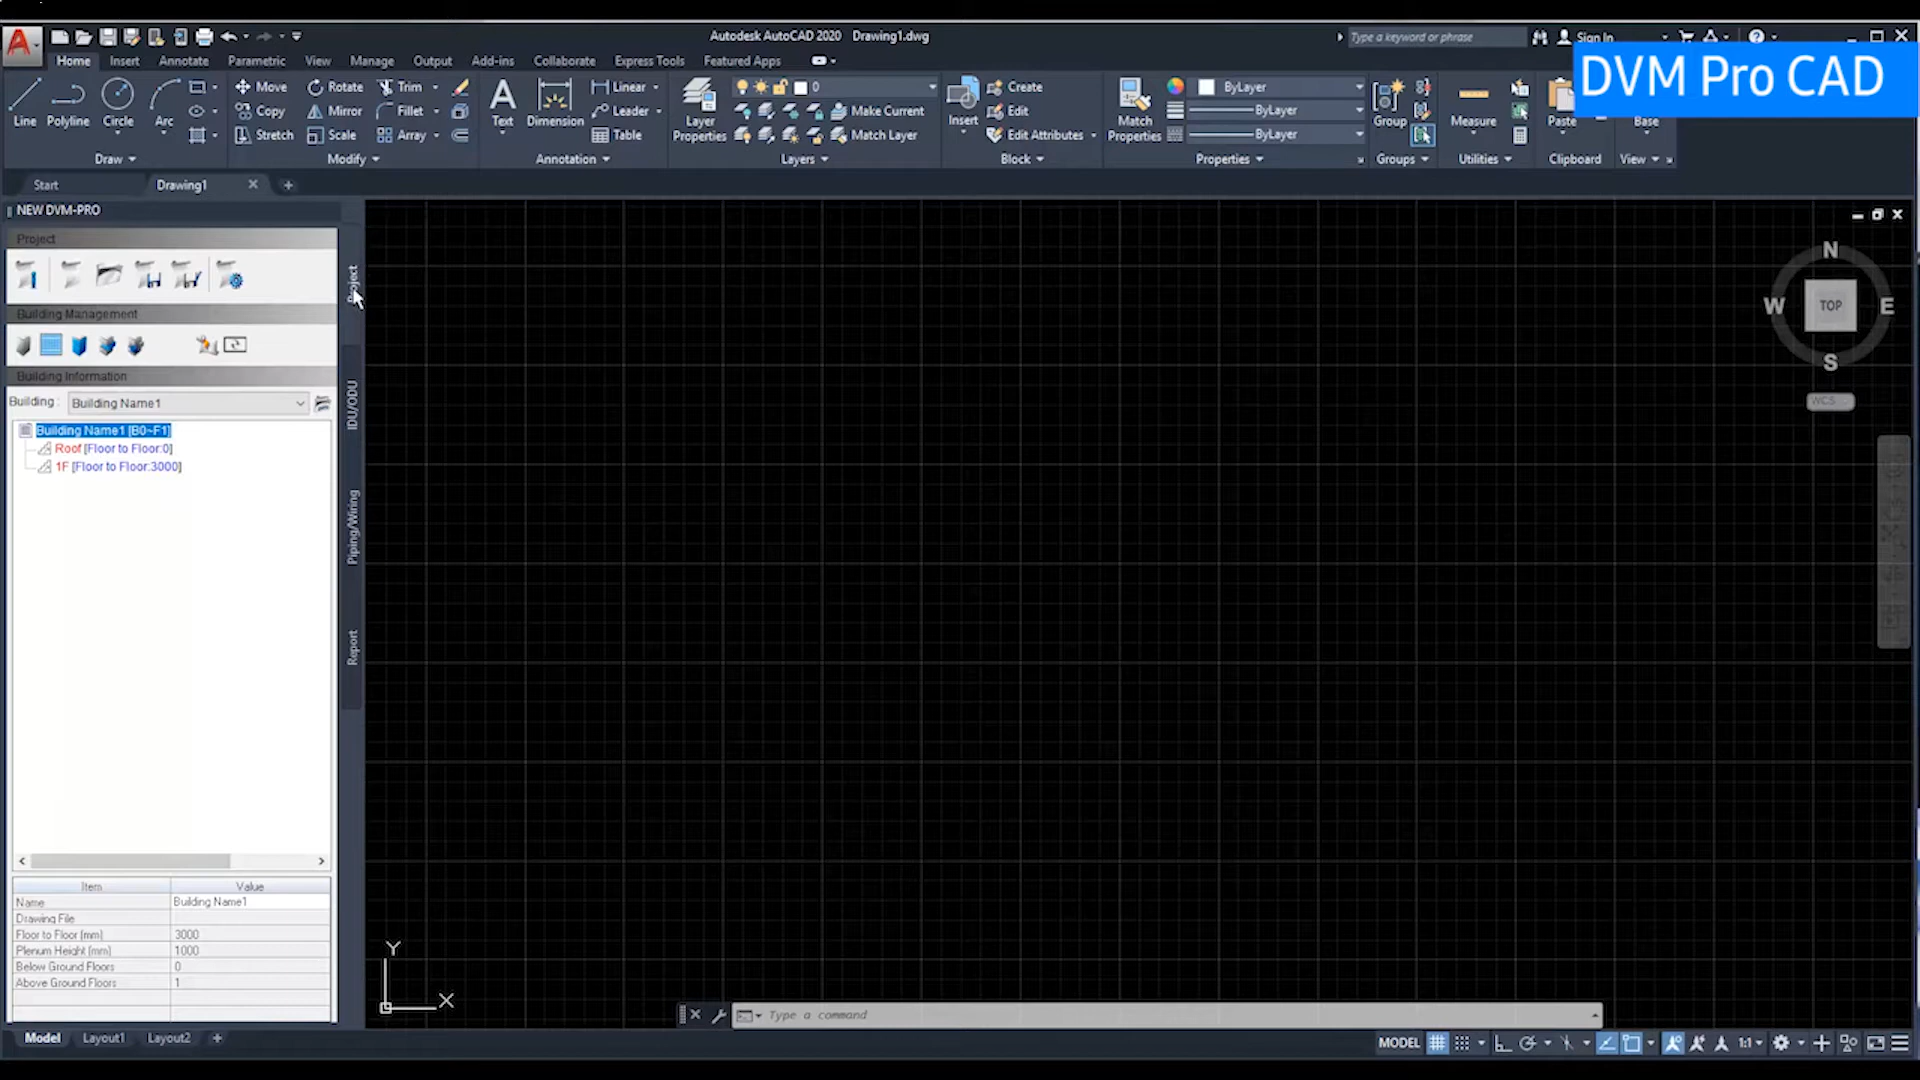 Autodesk AutoCAD 2020 Drawing1.dwg
Type a keyword or phrase
Sign In
DVM Pro CAD
Home Insert Annotate Parametric View Manage Output Add-ins Collaborate Express Tools Featured Apps
Line
Polyline
Circle
Arc
Draw
Move
Copy
Stretch
Rotate
Mirror
Scale
Trim
Fillet
Array
Modify
Text
Dimension
Linear
Leader
Table
Annotation
Layer
Properties
0
Make Current
Match Layer
Layers
Insert
Create
Edit
Edit Attributes
Block
Match
Properties
ByLayer
ByLayer
ByLayer
Properties
Group
Groups
Measure
Utilities
Paste
Clipboard
Base
View
Start
Drawing1
NEW DVM-PRO
Project
Building Management
Building Information
Building : Building Name1
Building Name1 [B0~F1]
Roof [Floor to Floor:0]
1F [Floor to Floor:3000]
Project
IDU/ODU
Piping/Wiring
Report
Item Value
Name Building Name1
Drawing File
Floor to Floor (mm) 3000
Plenum Height (mm) 1000
Below Ground Floors 0
Above Ground Floors 1
N
W TOP E
S
WCS
Y
X
Type a command
Model Layout1 Layout2
MODEL 1:1